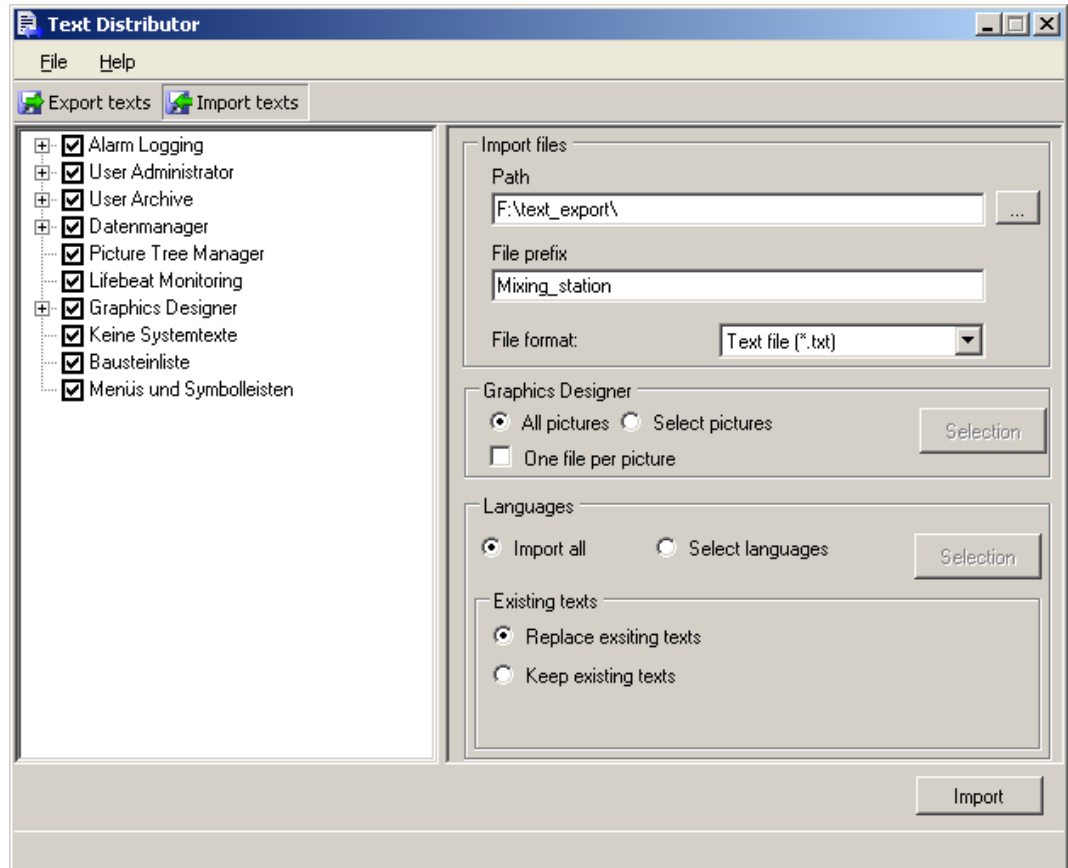 Text Distributor
File Help
Export texts Import texts
Alarm Logging
User Administrator
User Archive
Datenmanager
Picture Tree Manager
Lifebeat Monitoring
Graphics Designer
Keine Systemtexte
Bausteinliste
Menüs und Symbolleisten
Import files
Path
F:\text_export\
...
File prefix
Mixing_station
File format: Text file (*.txt)
Graphics Designer
All pictures Select pictures Selection
One file per picture
Languages
Import all Select languages Selection
Existing texts
Replace exsiting texts
Keep existing texts
Import